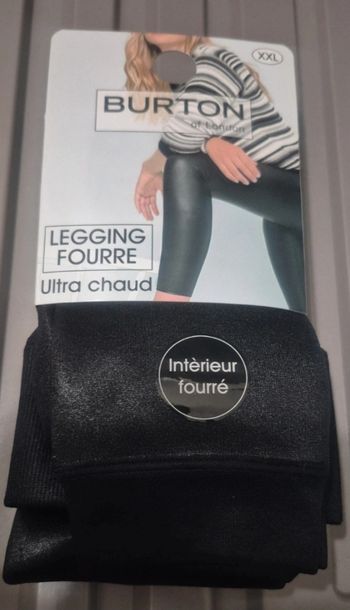 XXL
BURTON
of London
LEGGING
FOURRE
Ultra chaud
Intèrieur
fourré